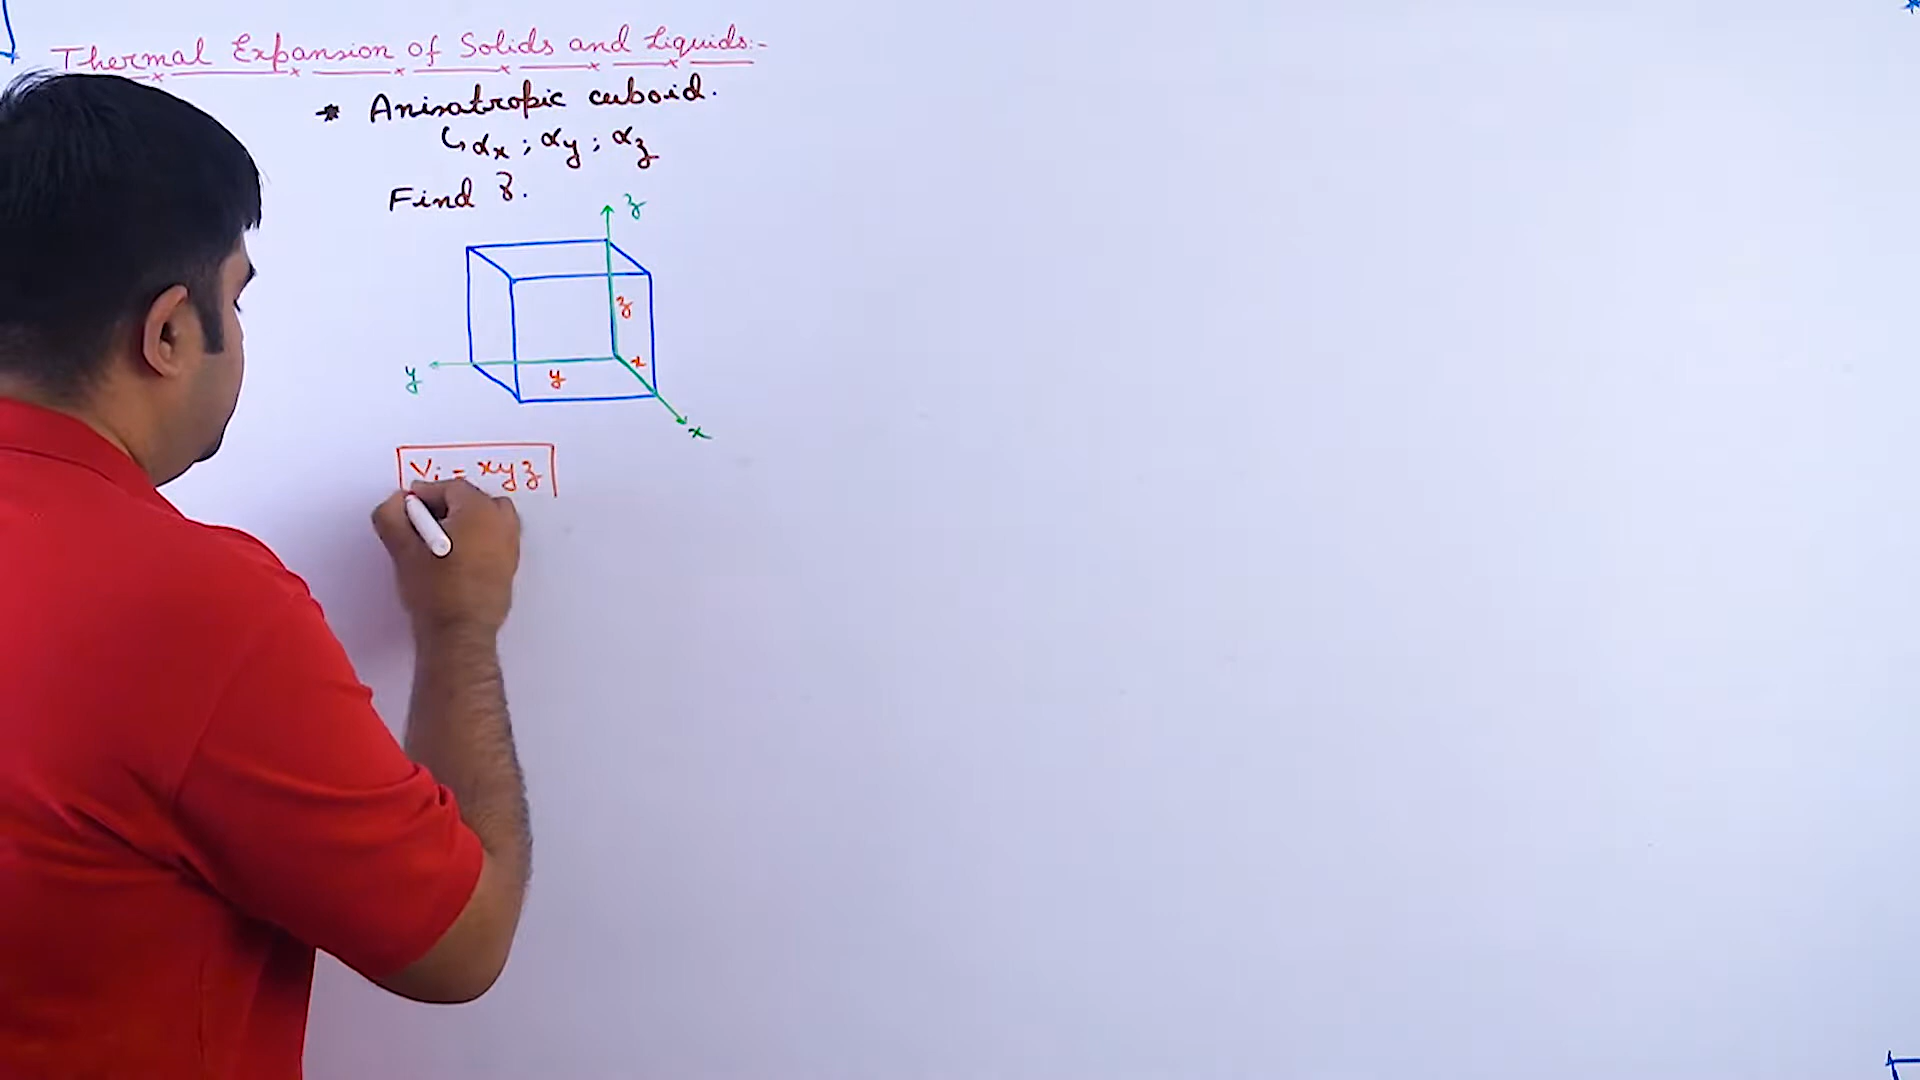 Thermal Expansion of Solids and Liquids:-
* Anisotropic cuboid.
↳ αx ; αy ; αz
Find γ.
z
z
x
y
y
x
Vi = xyz